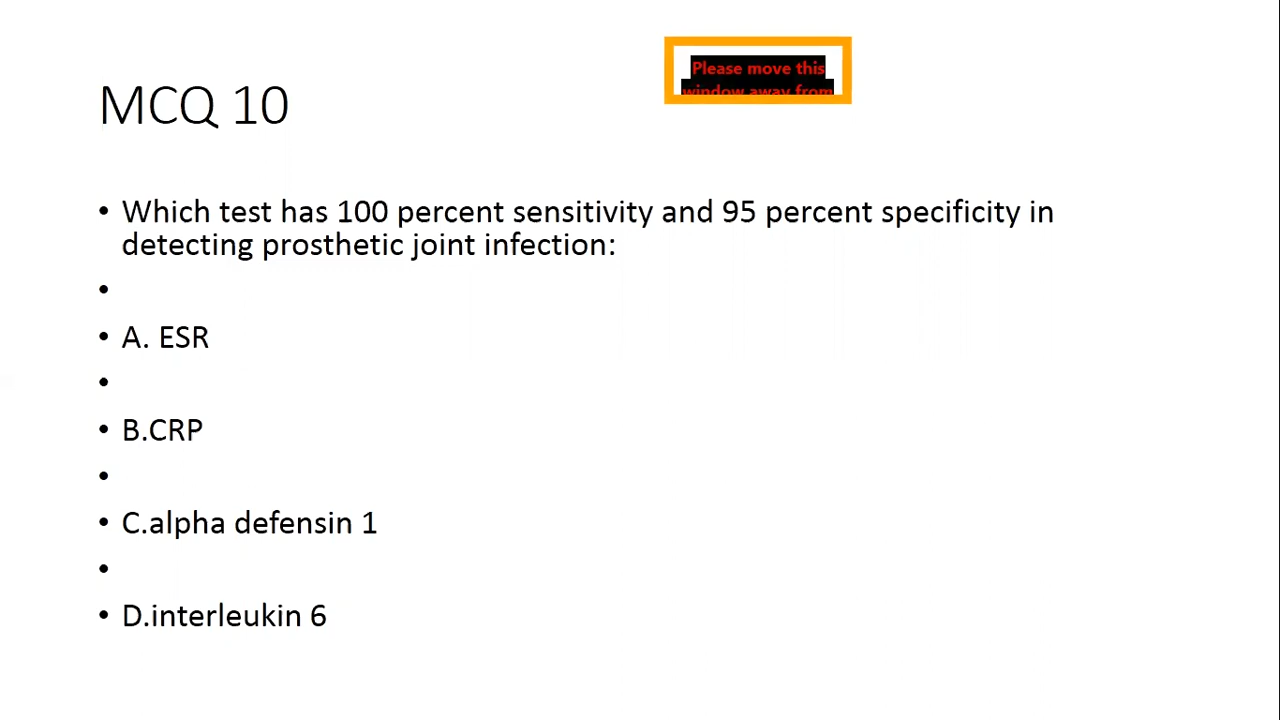 Please move this
window away from
MCQ 10
• Which test has 100 percent sensitivity and 95 percent specificity in
detecting prosthetic joint infection:
•
• A. ESR
•
• B.CRP
•
• C.alpha defensin 1
•
• D.interleukin 6